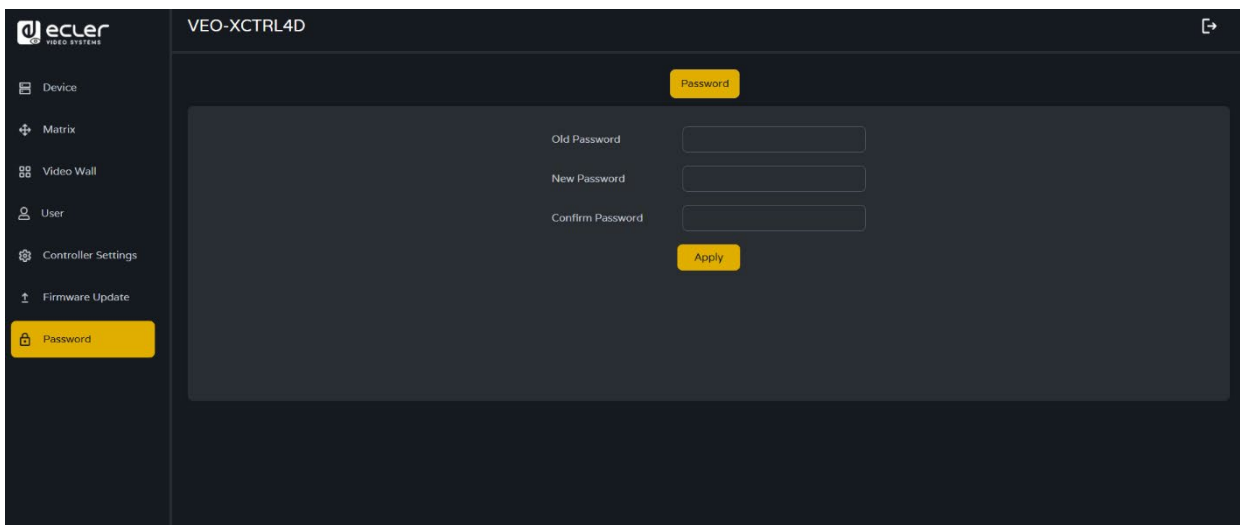 ecler
VIDEO SYSTEMS
VEO-XCTRL4D
Device
Matrix
Video Wall
User
Controller Settings
Firmware Update
Password
Password
Old Password
New Password
Confirm Password
Apply